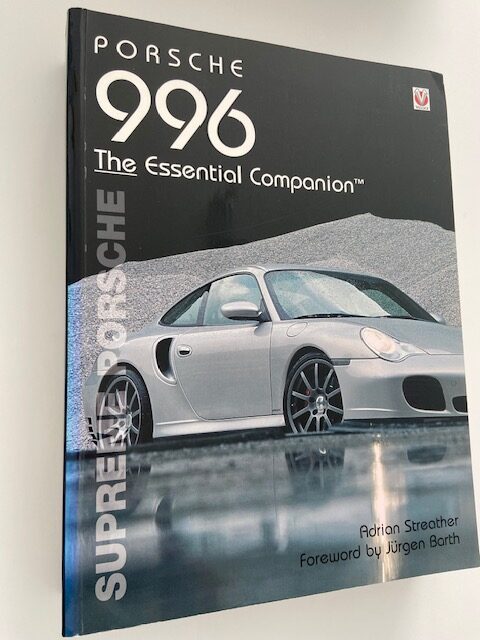 PORSCHE
996
The Essential Companion™
SUPREME PORSCHE
Adrian Streather
Foreword by Jürgen Barth